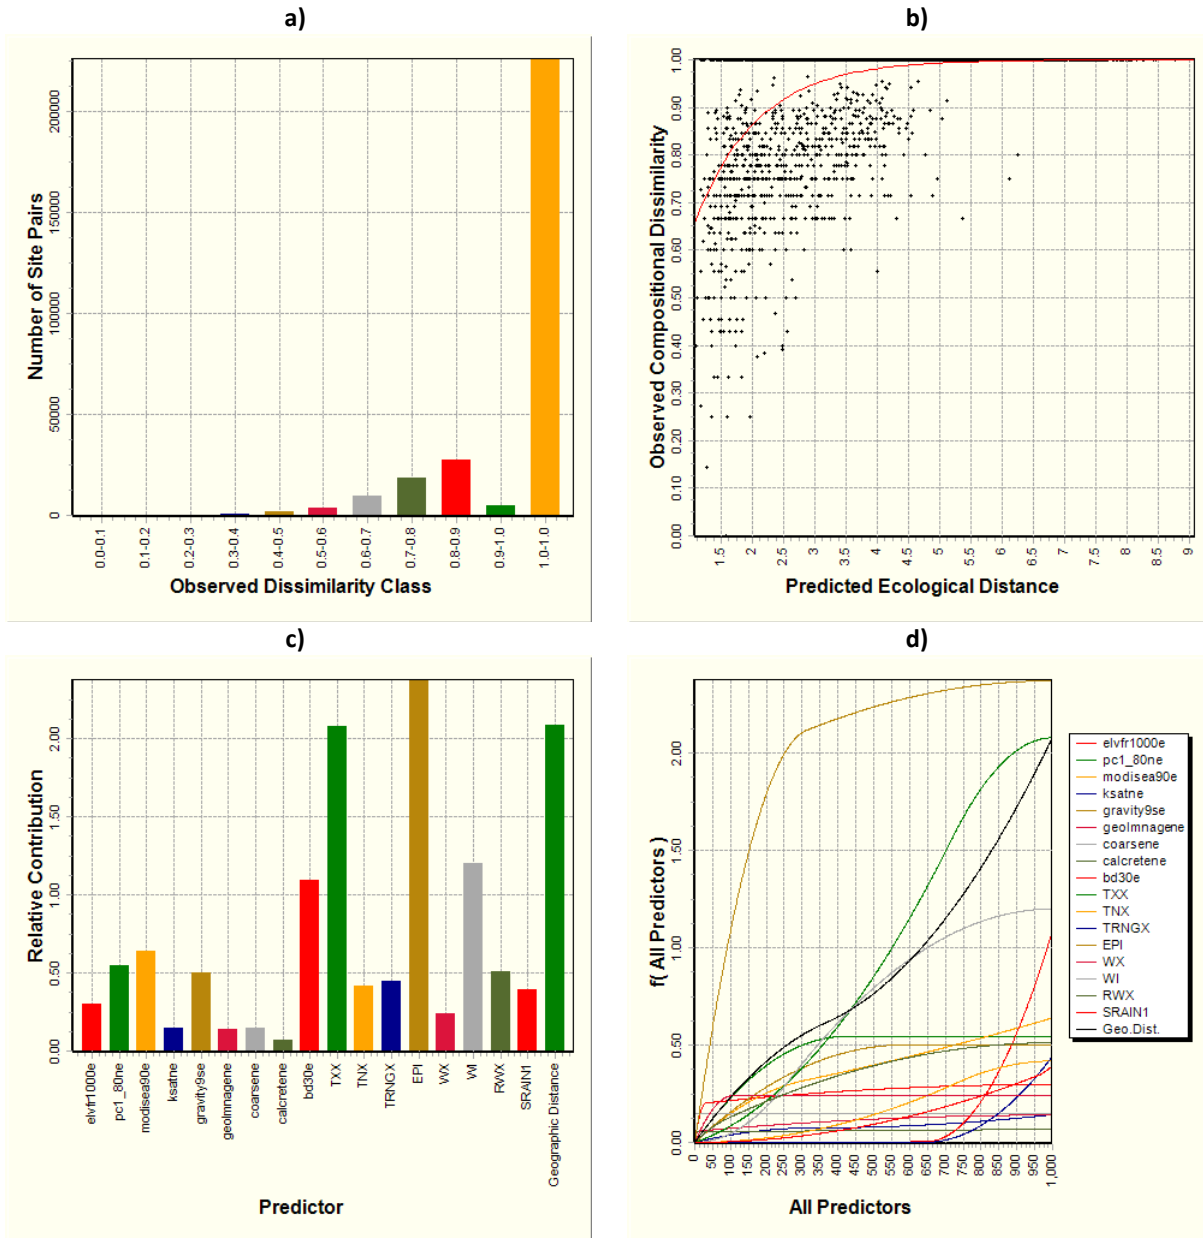 a)
200000
150000
100000
50000
0
Number of Site Pairs
0.0-0.1
0.1-0.2
0.2-0.3
0.3-0.4
0.4-0.5
0.5-0.6
0.6-0.7
0.7-0.8
0.8-0.9
0.9-1.0
1.0-1.0
Observed Dissimilarity Class
b)
1.00
0.90
0.80
0.70
0.60
0.50
0.40
0.30
0.20
0.10
0.00
Observed Compositional Dissimilarity
1.5
2
2.5
3
3.5
4
4.5
5
5.5
6
6.5
7
7.5
8
8.5
9
Predicted Ecological Distance
c)
2.00
1.50
1.00
0.50
0.00
Relative Contribution
elvfr1000e
pc1_80ne
modisea90e
ksatne
gravity9se
geolmnagene
coarsene
calcretene
bd30e
TXX
TNX
TRNGX
EPI
WX
WI
RWX
SRAIN1
Geographic Distance
Predictor
d)
2.00
1.50
1.00
0.50
0.00
f( All Predictors )
0
50
100
150
200
250
300
350
400
450
500
550
600
650
700
750
800
850
900
950
1,000
All Predictors
elvfr1000e
pc1_80ne
modisea90e
ksatne
gravity9se
geolmnagene
coarsene
calcretene
bd30e
TXX
TNX
TRNGX
EPI
WX
WI
RWX
SRAIN1
Geo.Dist.